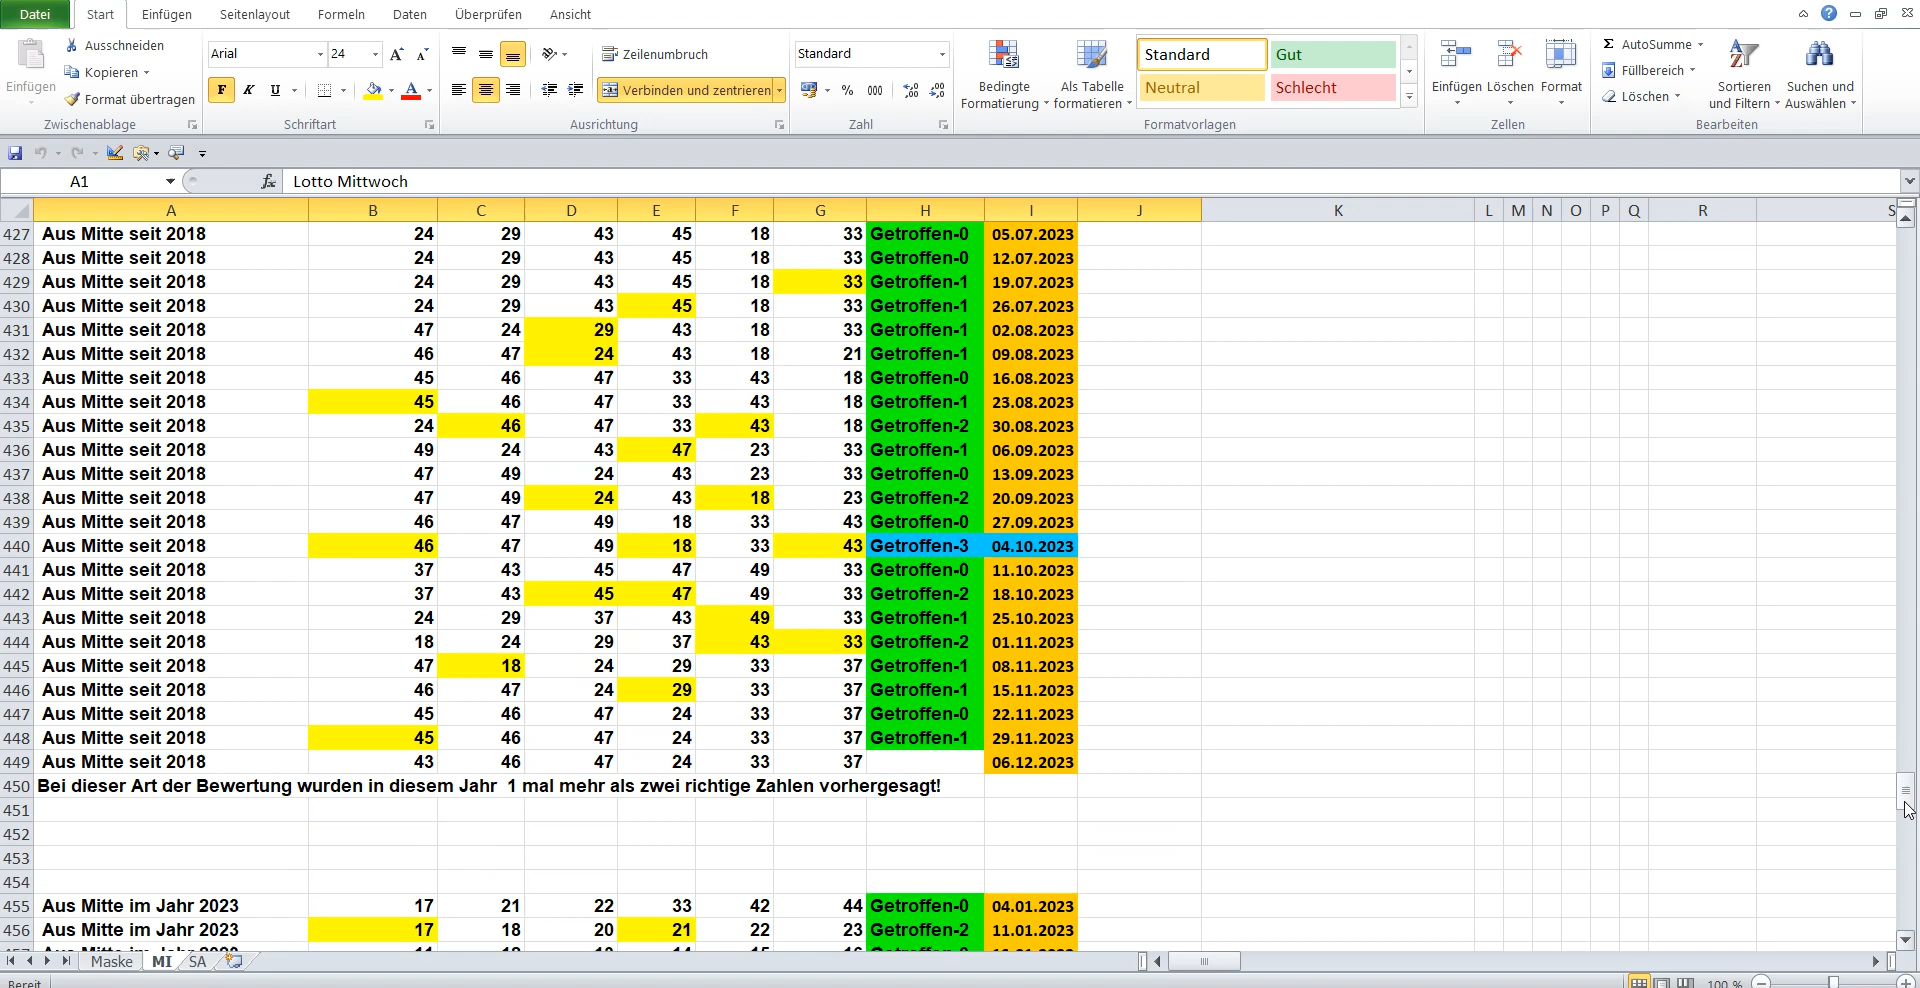 Datei Start Einfügen Seitenlayout Formeln Daten Überprüfen Ansicht
Einfügen Ausschneiden Kopieren Format übertragen Zwischenablage
Arial 24 F K U Schriftart
Zeilenumbruch Verbinden und zentrieren Ausrichtung
Standard % 000 Zahl
Bedingte Formatierung Als Tabelle formatieren Standard Gut Neutral Schlecht Formatvorlagen
Einfügen Löschen Format Zellen
Σ AutoSumme Füllbereich Löschen Sortieren und Filtern Suchen und Auswählen Bearbeiten
A1 fx Lotto Mittwoch
A B C D E F G H I J K L M N O P Q R S
427 Aus Mitte seit 2018 24 29 43 45 18 33 Getroffen-0 05.07.2023
428 Aus Mitte seit 2018 24 29 43 45 18 33 Getroffen-0 12.07.2023
429 Aus Mitte seit 2018 24 29 43 45 18 33 Getroffen-1 19.07.2023
430 Aus Mitte seit 2018 24 29 43 45 18 33 Getroffen-1 26.07.2023
431 Aus Mitte seit 2018 47 24 29 43 18 33 Getroffen-1 02.08.2023
432 Aus Mitte seit 2018 46 47 24 43 18 21 Getroffen-1 09.08.2023
433 Aus Mitte seit 2018 45 46 47 33 43 18 Getroffen-0 16.08.2023
434 Aus Mitte seit 2018 45 46 47 33 43 18 Getroffen-1 23.08.2023
435 Aus Mitte seit 2018 24 46 47 33 43 18 Getroffen-2 30.08.2023
436 Aus Mitte seit 2018 49 24 43 47 23 33 Getroffen-1 06.09.2023
437 Aus Mitte seit 2018 47 49 24 43 23 33 Getroffen-0 13.09.2023
438 Aus Mitte seit 2018 47 49 24 43 18 23 Getroffen-2 20.09.2023
439 Aus Mitte seit 2018 46 47 49 18 33 43 Getroffen-0 27.09.2023
440 Aus Mitte seit 2018 46 47 49 18 33 43 Getroffen-3 04.10.2023
441 Aus Mitte seit 2018 37 43 45 47 49 33 Getroffen-0 11.10.2023
442 Aus Mitte seit 2018 37 43 45 47 49 33 Getroffen-2 18.10.2023
443 Aus Mitte seit 2018 24 29 37 43 49 33 Getroffen-1 25.10.2023
444 Aus Mitte seit 2018 18 24 29 37 43 33 Getroffen-2 01.11.2023
445 Aus Mitte seit 2018 47 18 24 29 33 37 Getroffen-1 08.11.2023
446 Aus Mitte seit 2018 46 47 24 29 33 37 Getroffen-1 15.11.2023
447 Aus Mitte seit 2018 45 46 47 24 33 37 Getroffen-0 22.11.2023
448 Aus Mitte seit 2018 45 46 47 24 33 37 Getroffen-1 29.11.2023
449 Aus Mitte seit 2018 43 46 47 24 33 37 06.12.2023
450 Bei dieser Art der Bewertung wurden in diesem Jahr 1 mal mehr als zwei richtige Zahlen vorhergesagt!
451
452
453
454
455 Aus Mitte im Jahr 2023 17 21 22 33 42 44 Getroffen-0 04.01.2023
456 Aus Mitte im Jahr 2023 17 18 20 21 22 23 Getroffen-2 11.01.2023
Maske MI SA
Bereit 100 %